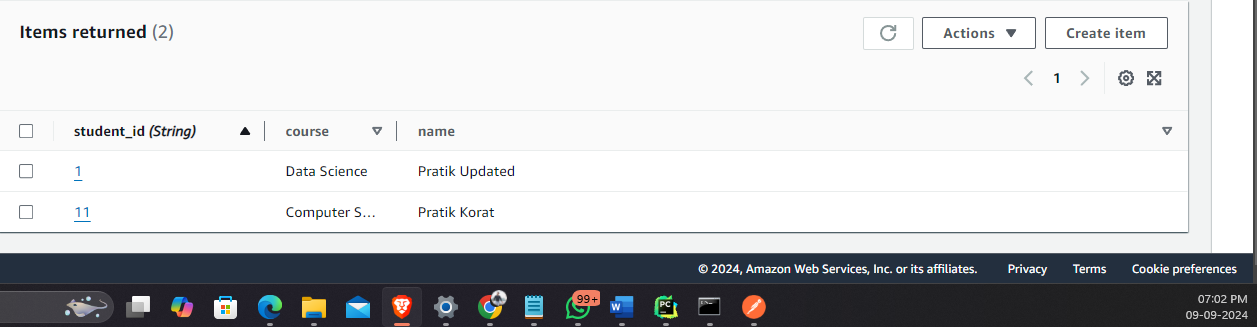 Items returned (2)
Actions
Create item
1
student_id (String)
course
name
1
Data Science
Pratik Updated
11
Computer S...
Pratik Korat
© 2024, Amazon Web Services, Inc. or its affiliates.
Privacy
Terms
Cookie preferences
99+
W
PC
07:02 PM
09-09-2024